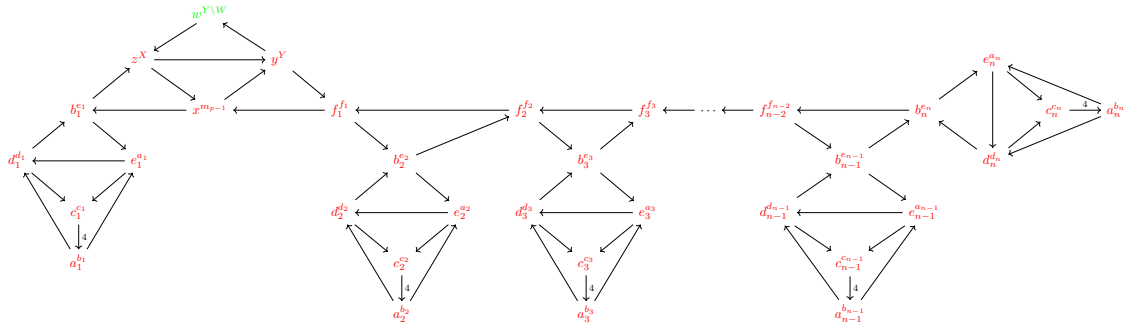 w^{Y\W}
z^X y^Y e_n^{a_n}
b_1^{e_1} x^{m_{p-1}} f_1^{f_1} f_2^{f_2} f_3^{f_3} ... f_{n-2}^{f_{n-2}} b_n^{e_n} c_n^{c_n} 4 a_n^{b_n}
d_1^{d_1} e_1^{a_1} b_2^{e_2} b_3^{e_3} b_{n-1}^{e_{n-1}} d_n^{d_n}
c_1^{c_1} d_2^{d_2} e_2^{a_2} d_3^{d_3} e_3^{a_3} d_{n-1}^{d_{n-1}} e_{n-1}^{a_{n-1}}
4
a_1^{b_1} c_2^{c_2} c_3^{c_3} c_{n-1}^{c_{n-1}}
4 4 4
a_2^{b_2} a_3^{b_3} a_{n-1}^{b_{n-1}}